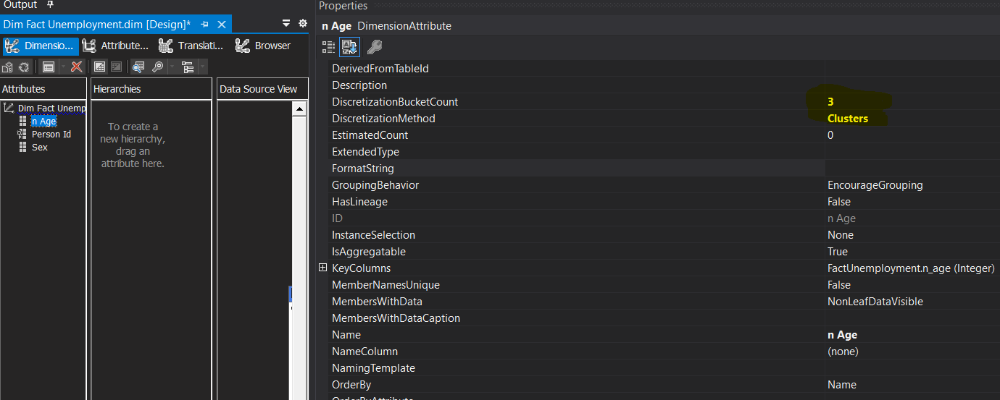 Output
Dim Fact Unemployment.dim [Design]*
Dimensio... Attribute... Translati... Browser
Attributes
Dim Fact Unemp
n Age
Person Id
Sex
Hierarchies
To create a
new hierarchy,
drag an
attribute here.
Data Source View
Properties
n Age DimensionAttribute
DerivedFromTableId
Description
DiscretizationBucketCount 3
DiscretizationMethod Clusters
EstimatedCount 0
ExtendedType
FormatString
GroupingBehavior EncourageGrouping
HasLineage False
ID n Age
InstanceSelection None
IsAggregatable True
KeyColumns FactUnemployment.n_age (Integer)
MemberNamesUnique False
MembersWithData NonLeafDataVisible
MembersWithDataCaption
Name n Age
NameColumn (none)
NamingTemplate
OrderBy Name